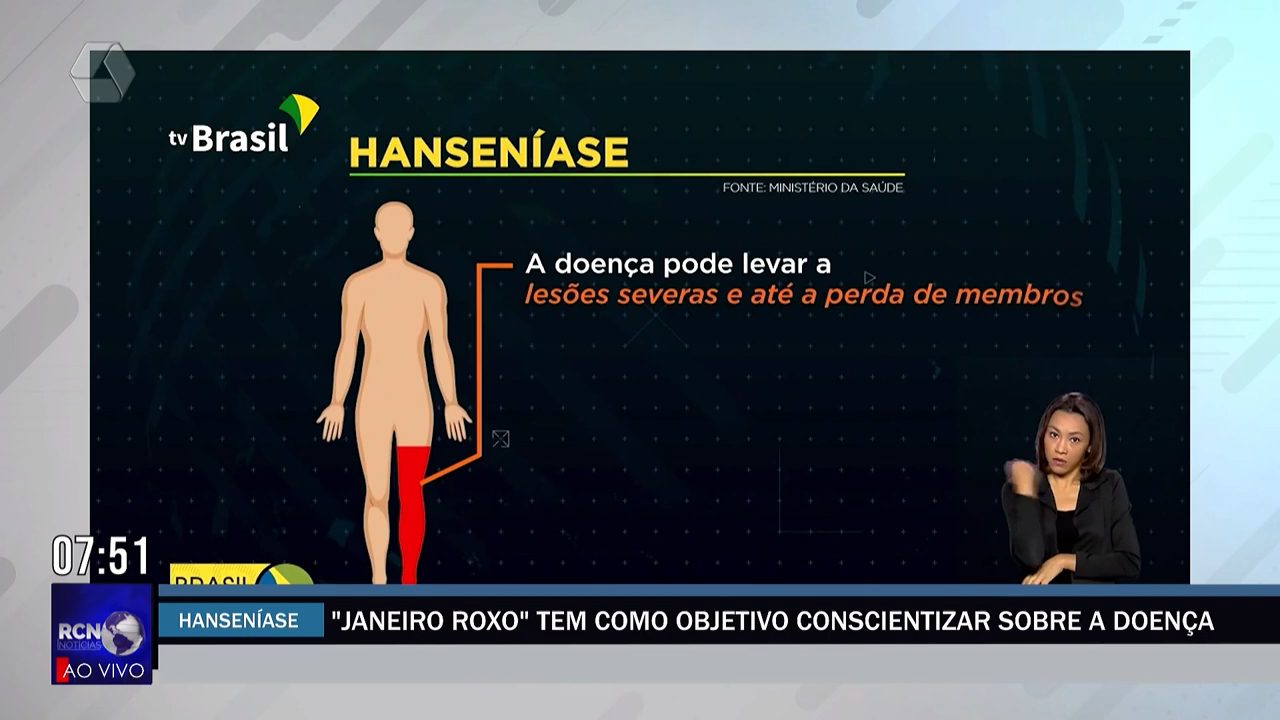 tv Brasil
HANSENÍASE
FONTE: MINISTÉRIO DA SAÚDE
A doença pode levar a
lesões severas e até a perda de membros
07:51
BRASIL
RCN
NOTÍCIAS
AO VIVO
HANSENÍASE
"JANEIRO ROXO" TEM COMO OBJETIVO CONSCIENTIZAR SOBRE A DOENÇA